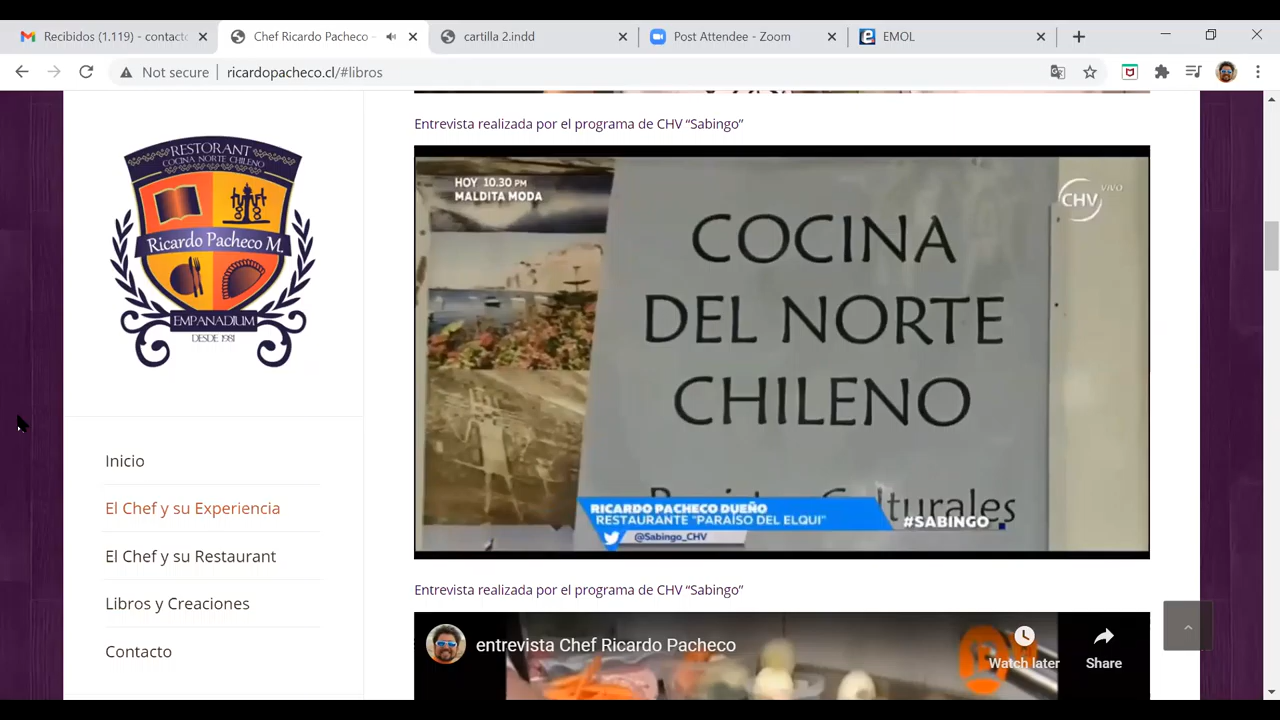 Recibidos (1.119) - contacto
Chef Ricardo Pacheco -
cartilla 2.indd
Post Attendee - Zoom
EMOL
Not secure
ricardopacheco.cl/#libros
RESTORANT
COCINA NORTE CHILENO
Ricardo Pacheco M.
EMPANADIUM
DESDE 1981
Inicio
El Chef y su Experiencia
El Chef y su Restaurant
Libros y Creaciones
Contacto
Entrevista realizada por el programa de CHV “Sabingo”
HOY 10.30 PM
MALDITA MODA
CHV VIVO
COCINA
DEL NORTE
CHILENO
Culturales
RICARDO PACHECO DUEÑO
RESTAURANTE "PARAÍSO DEL ELQUI"
#SABINGO
@Sabingo_CHV
Entrevista realizada por el programa de CHV “Sabingo”
entrevista Chef Ricardo Pacheco
Watch later
Share